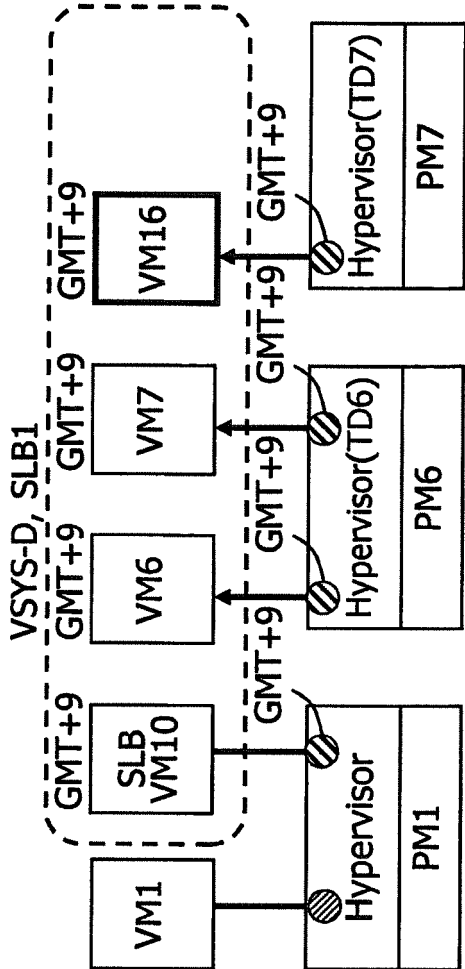 VSYS-D, SLB1
GMT+9
GMT+9
GMT+9
GMT+9
VM1
SLB
VM10
VM6
VM7
VM16
GMT+9
GMT+9
GMT+9
GMT+9
Hypervisor
Hypervisor(TD6)
Hypervisor(TD7)
PM1
PM6
PM7